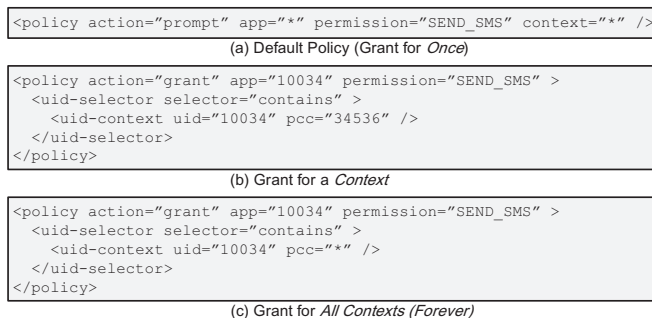 <policy action="prompt" app="*" permission="SEND_SMS" context="*" />
(a) Default Policy (Grant for Once)
<policy action="grant" app="10034" permission="SEND_SMS" >
<uid-selector selector="contains" >
<uid-context uid="10034" pcc="34536" />
</uid-selector>
</policy>
(b) Grant for a Context
<policy action="grant" app="10034" permission="SEND_SMS" >
<uid-selector selector="contains" >
<uid-context uid="10034" pcc="*" />
</uid-selector>
</policy>
(c) Grant for All Contexts (Forever)